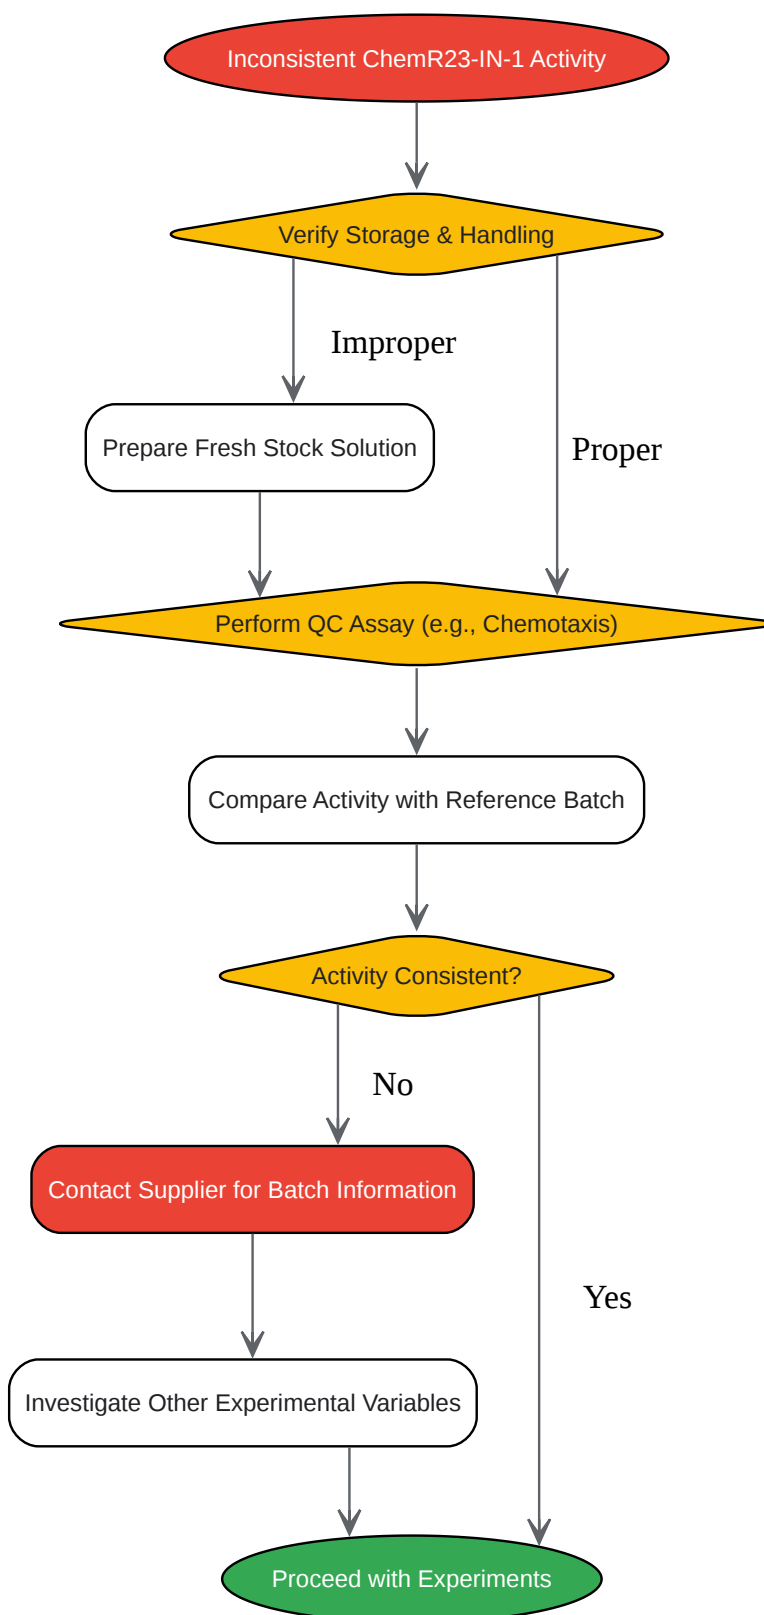 Inconsistent ChemR23-IN-1 Activity
Verify Storage & Handling
Improper
Prepare Fresh Stock Solution
Proper
Perform QC Assay (e.g., Chemotaxis)
Compare Activity with Reference Batch
Activity Consistent?
No
Contact Supplier for Batch Information
Yes
Investigate Other Experimental Variables
Proceed with Experiments